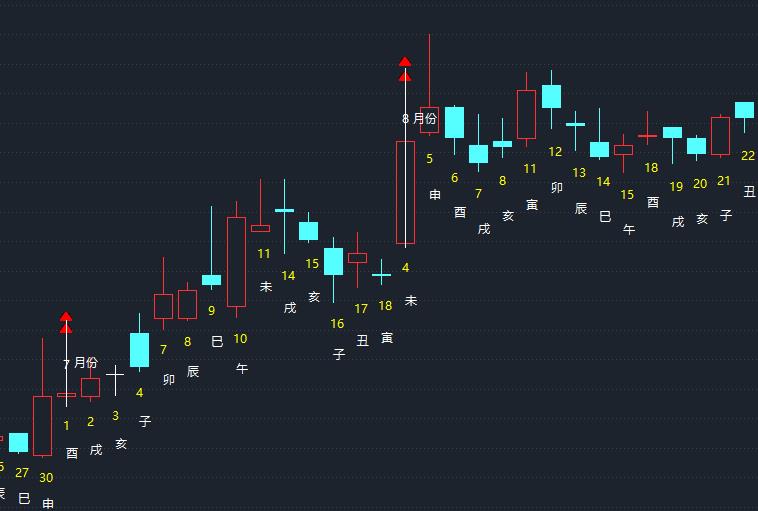 8 月份
5
申
6
酉
7
戌
8
亥
11
寅
12
卯
13
辰
14
巳
15
午
18
酉
19
戌
20
亥
21
子
22
丑
11
未
14
戌
15
亥
16
子
17
丑
18
寅
4
未
7 月份
1
酉
2
戌
3
亥
4
子
7
卯
8
辰
9
巳
10
午
27
巳
30
申